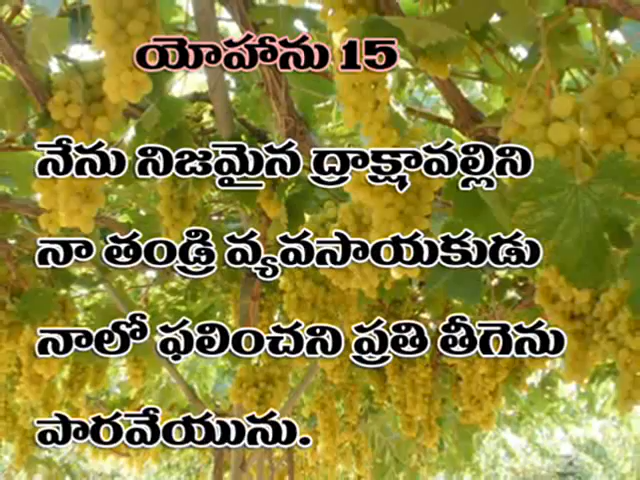 యోహాను 15
నేను నిజమైన ద్రాక్షావల్లిని
నా తండ్రి వ్యవసాయకుడు
నాలో ఫలించని ప్రతి తీగెను
పారవేయును.